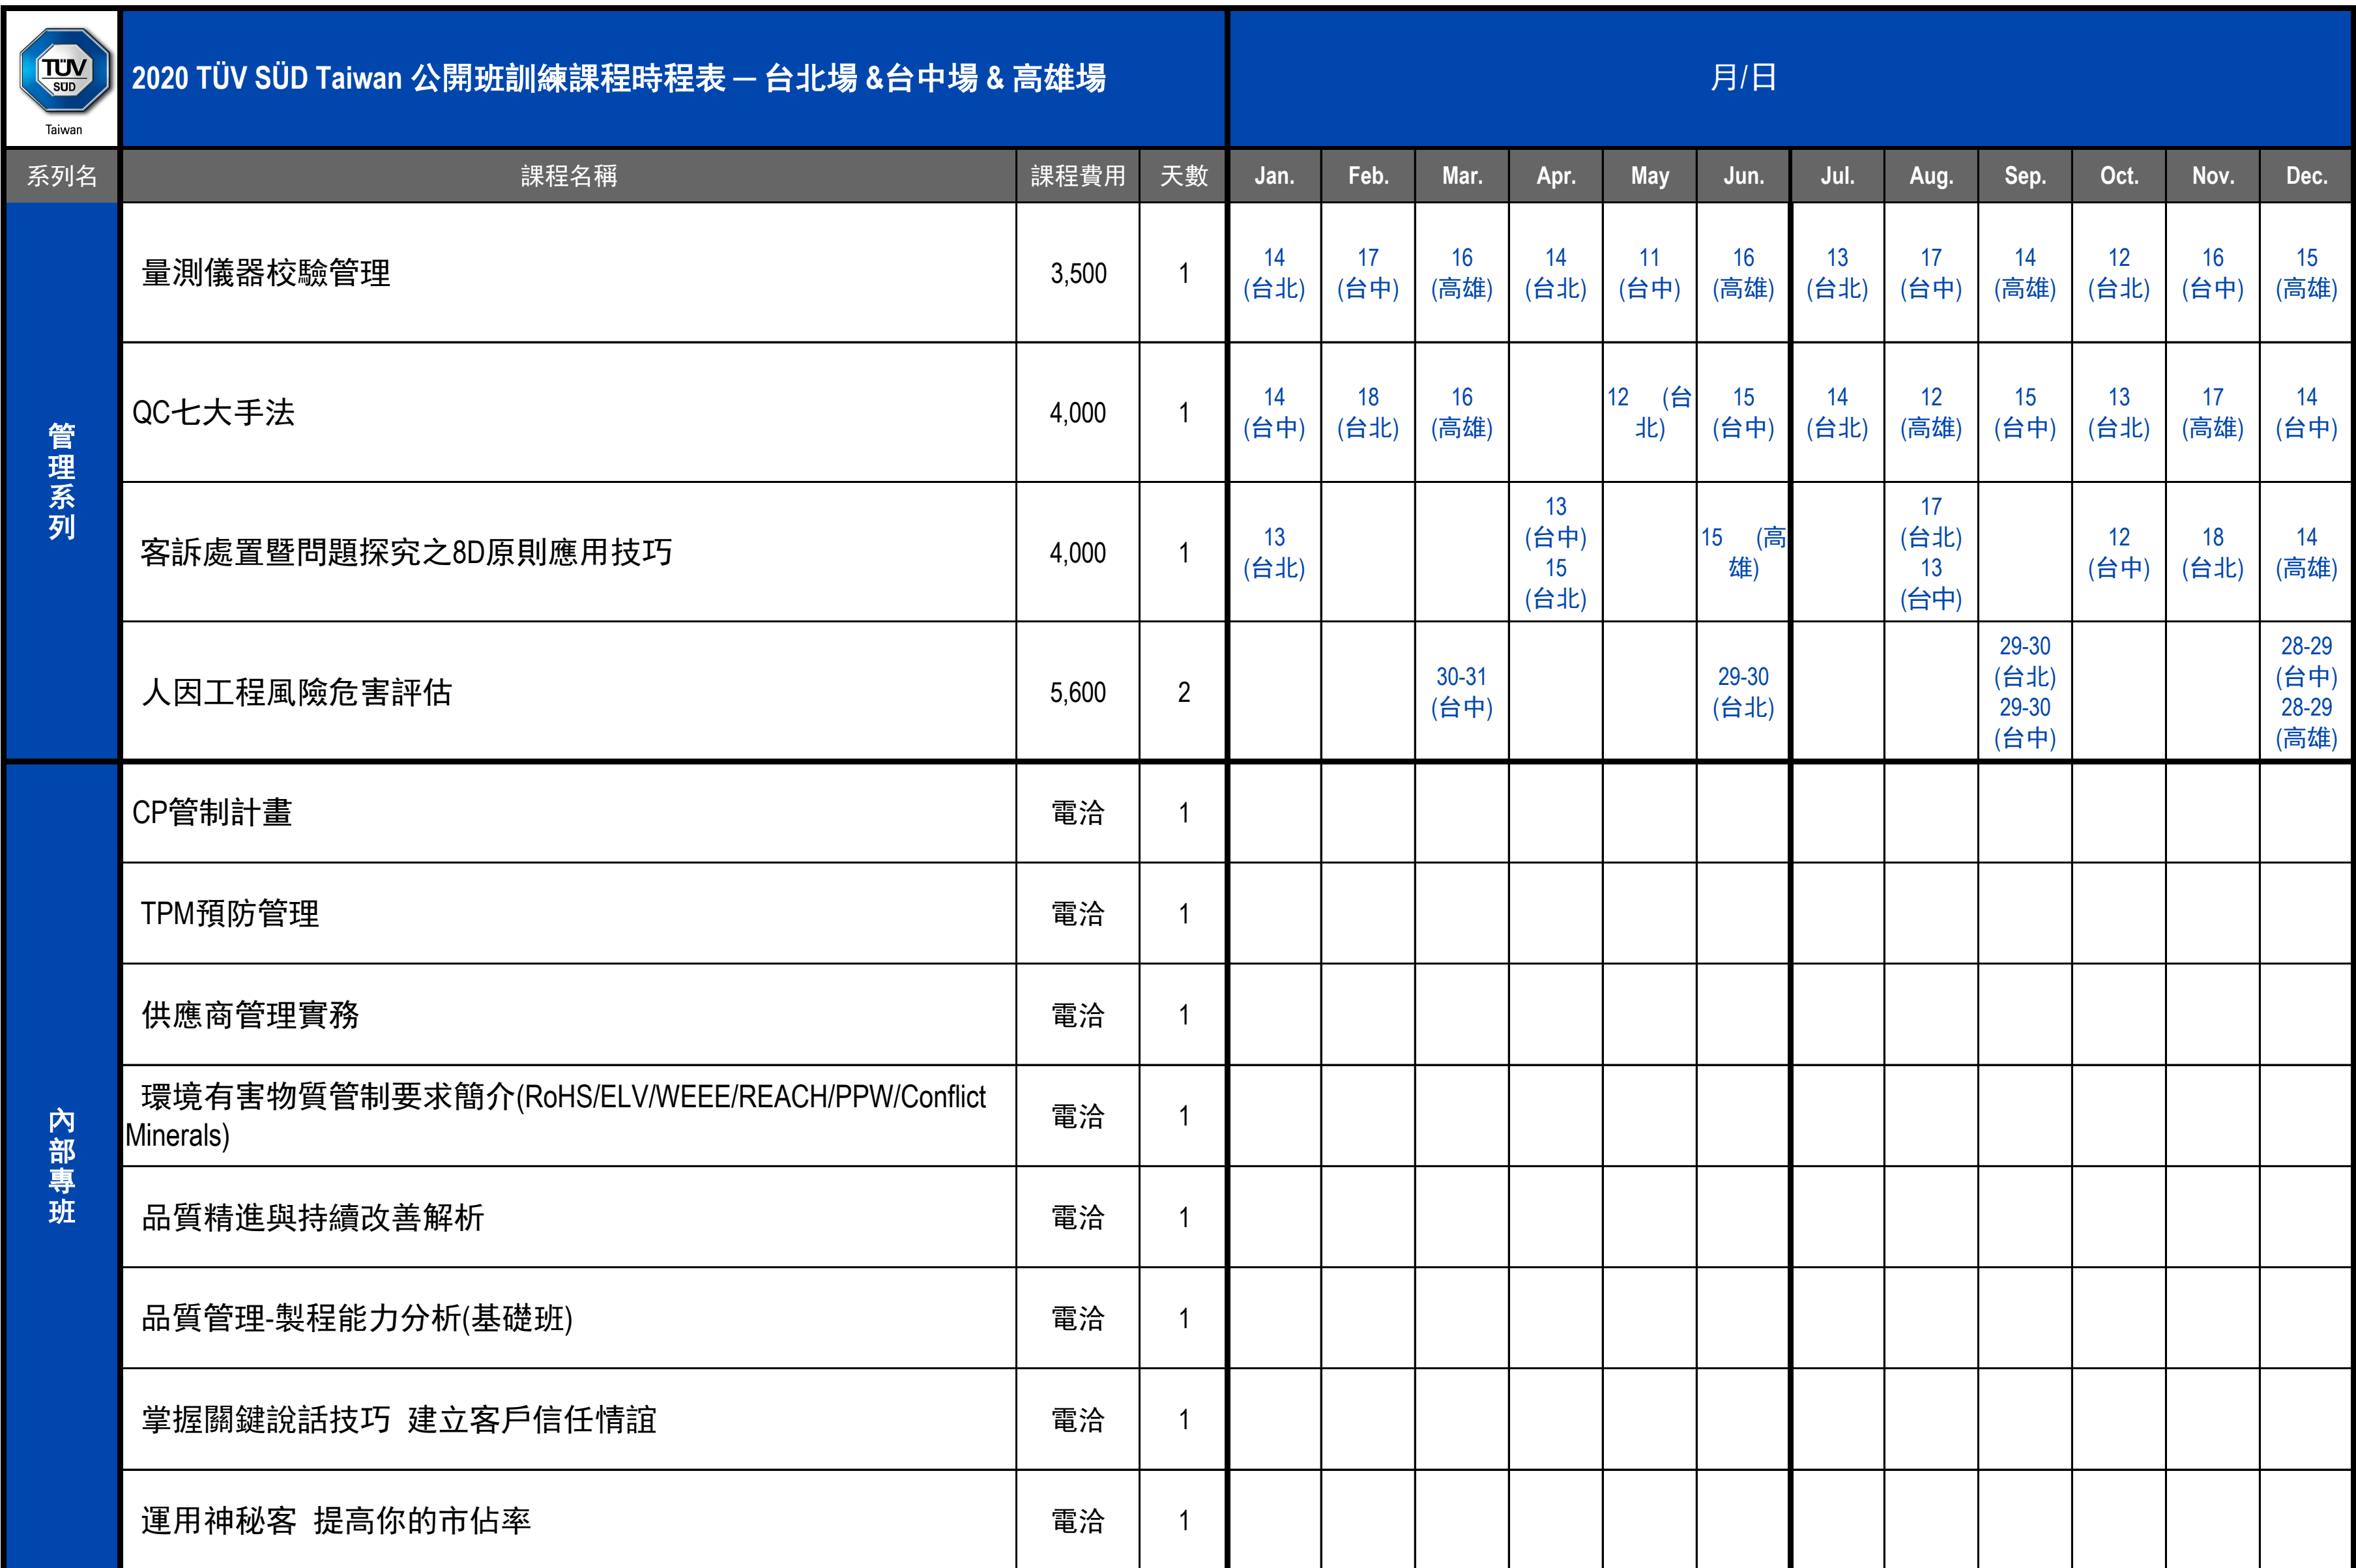 TÜV
SÜD
Taiwan
2020 TÜV SÜD Taiwan 公開班訓練課程時程表 ─ 台北場 &台中場 & 高雄場
月/日
系列名 課程名稱 課程費用 天數 Jan. Feb. Mar. Apr. May Jun. Jul. Aug. Sep. Oct. Nov. Dec.
管理系列
量測儀器校驗管理 3,500 1
14 17 16 14 11 16 13 17 14 12 16 15
(台北) (台中) (高雄) (台北) (台中) (高雄) (台北) (台中) (高雄) (台北) (台中) (高雄)
QC七大手法 4,000 1
14 18 16 12 (台 15 14 12 15 13 17 14
(台中) (台北) (高雄) 北) (台中) (台北) (高雄) (台中) (台北) (高雄) (台中)
客訴處置暨問題探究之8D原則應用技巧 4,000 1
13
(台北)
13
(台中)
15
(台北)
15 (高
雄)
17
(台北)
13
(台中)
12
(台中)
18
(台北)
14
(高雄)
人因工程風險危害評估 5,600 2
30-31
(台中)
29-30
(台北)
29-30
(台北)
29-30
(台中)
28-29
(台中)
28-29
(高雄)
內部專班
CP管制計畫 電洽 1
TPM預防管理 電洽 1
供應商管理實務 電洽 1
環境有害物質管制要求簡介(RoHS/ELV/WEEE/REACH/PPW/Conflict
Minerals) 電洽 1
品質精進與持續改善解析 電洽 1
品質管理-製程能力分析(基礎班) 電洽 1
掌握關鍵說話技巧 建立客戶信任情誼 電洽 1
運用神秘客 提高你的市佔率 電洽 1